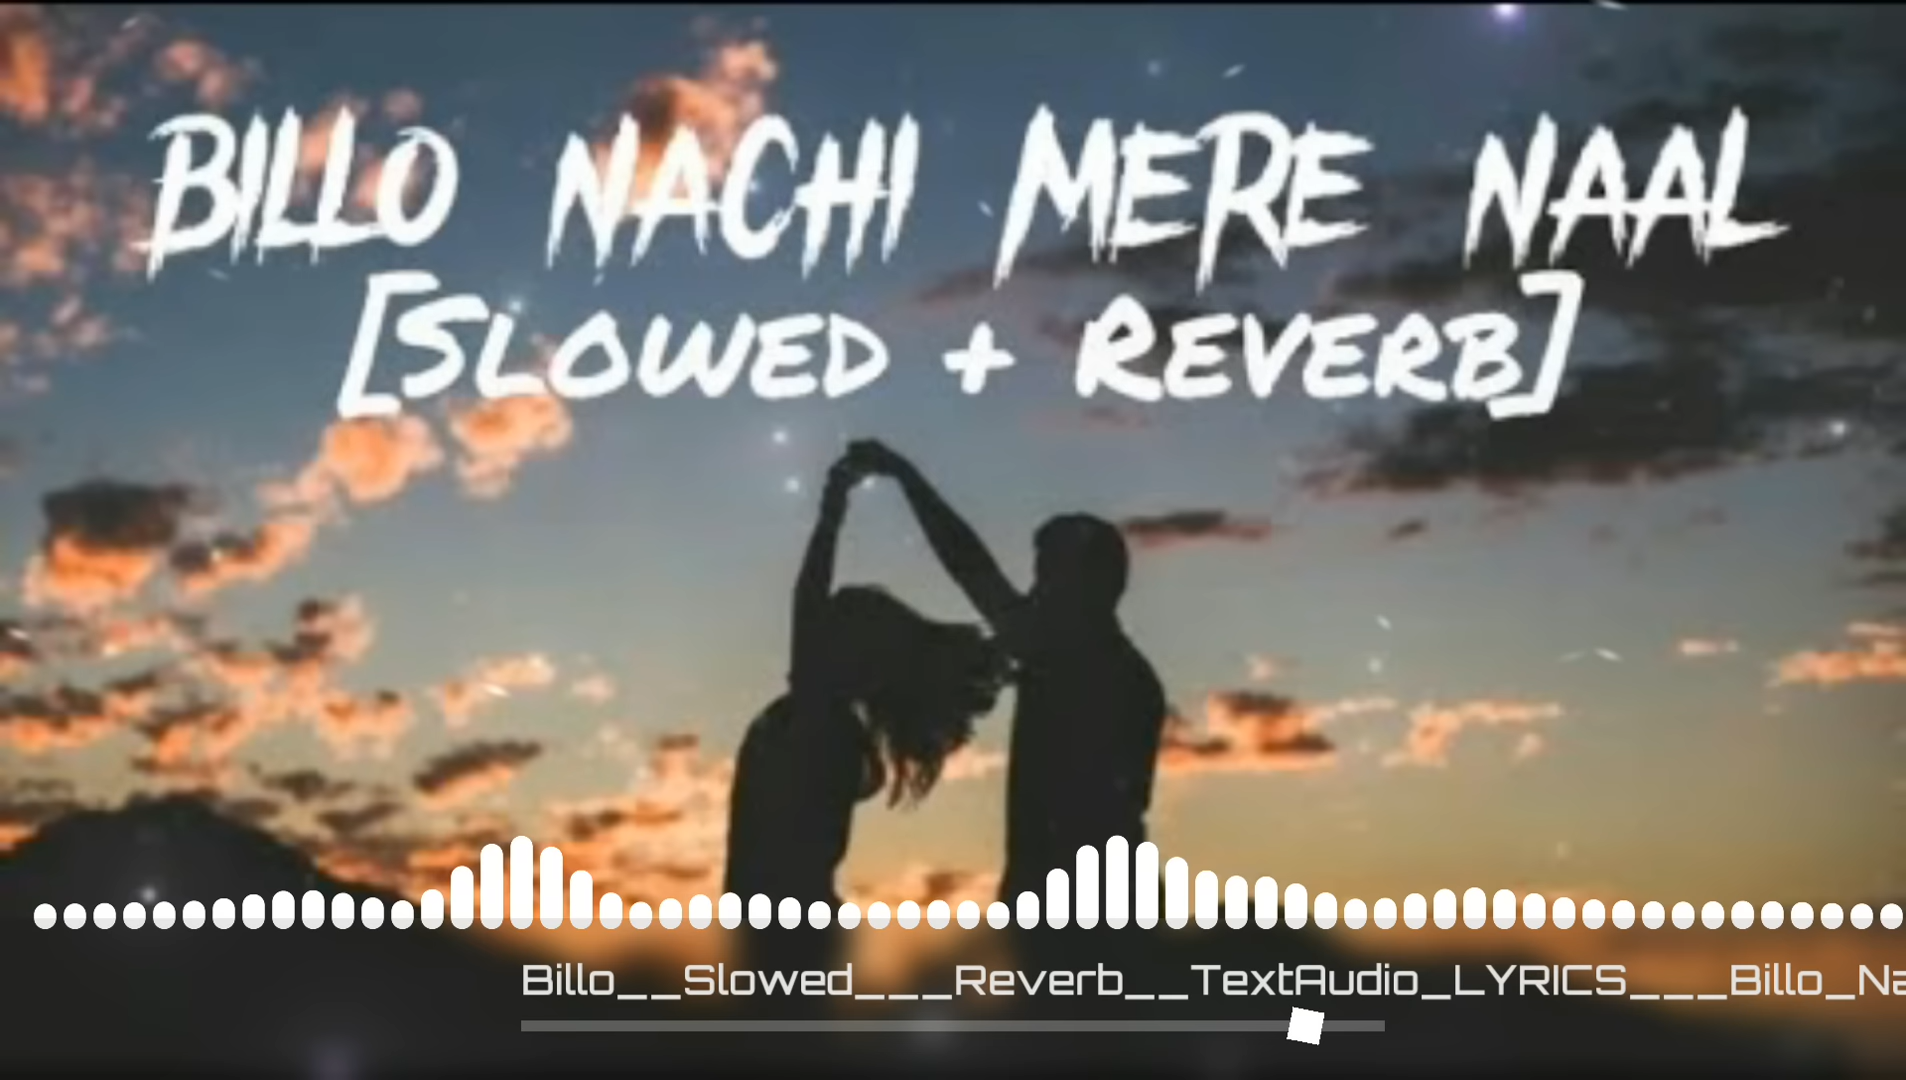 BILLO NACHI MERE NAAL
[SLOWED + REVERB]
Billo__Slowed___Reverb__TextAudio_LYRICS___Billo_Na